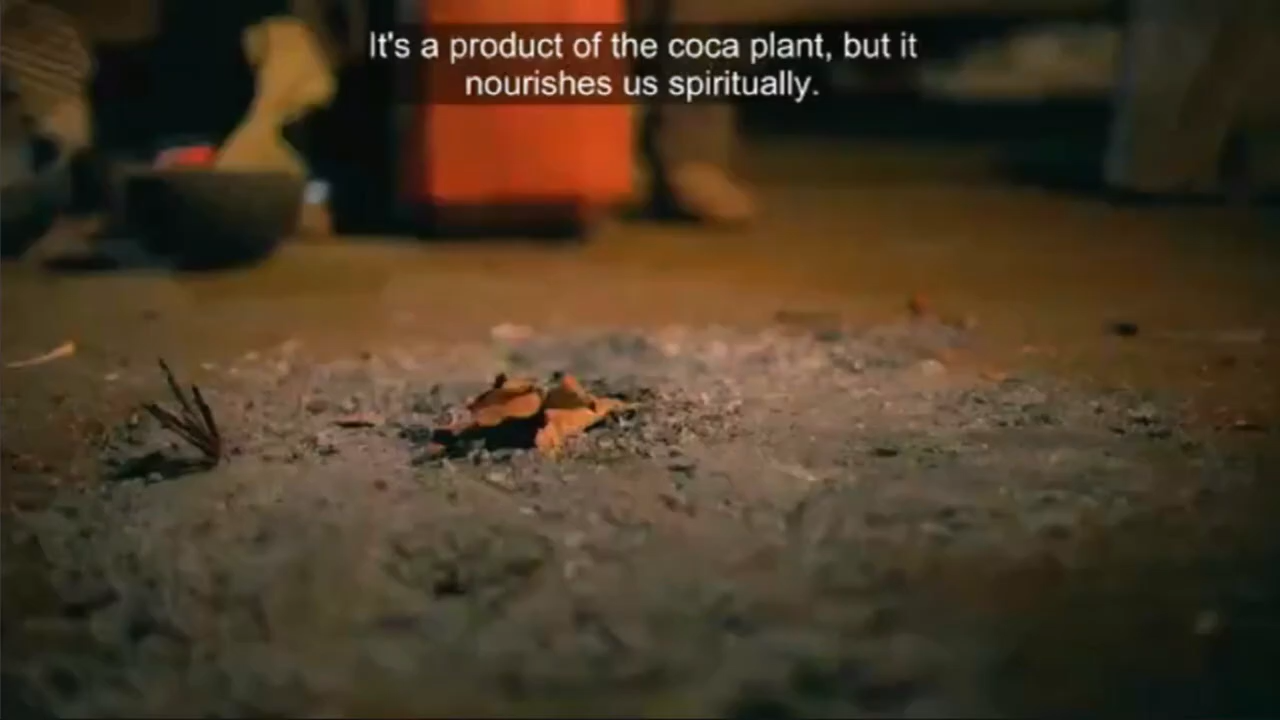 It's a product of the coca plant, but it
nourishes us spiritually.